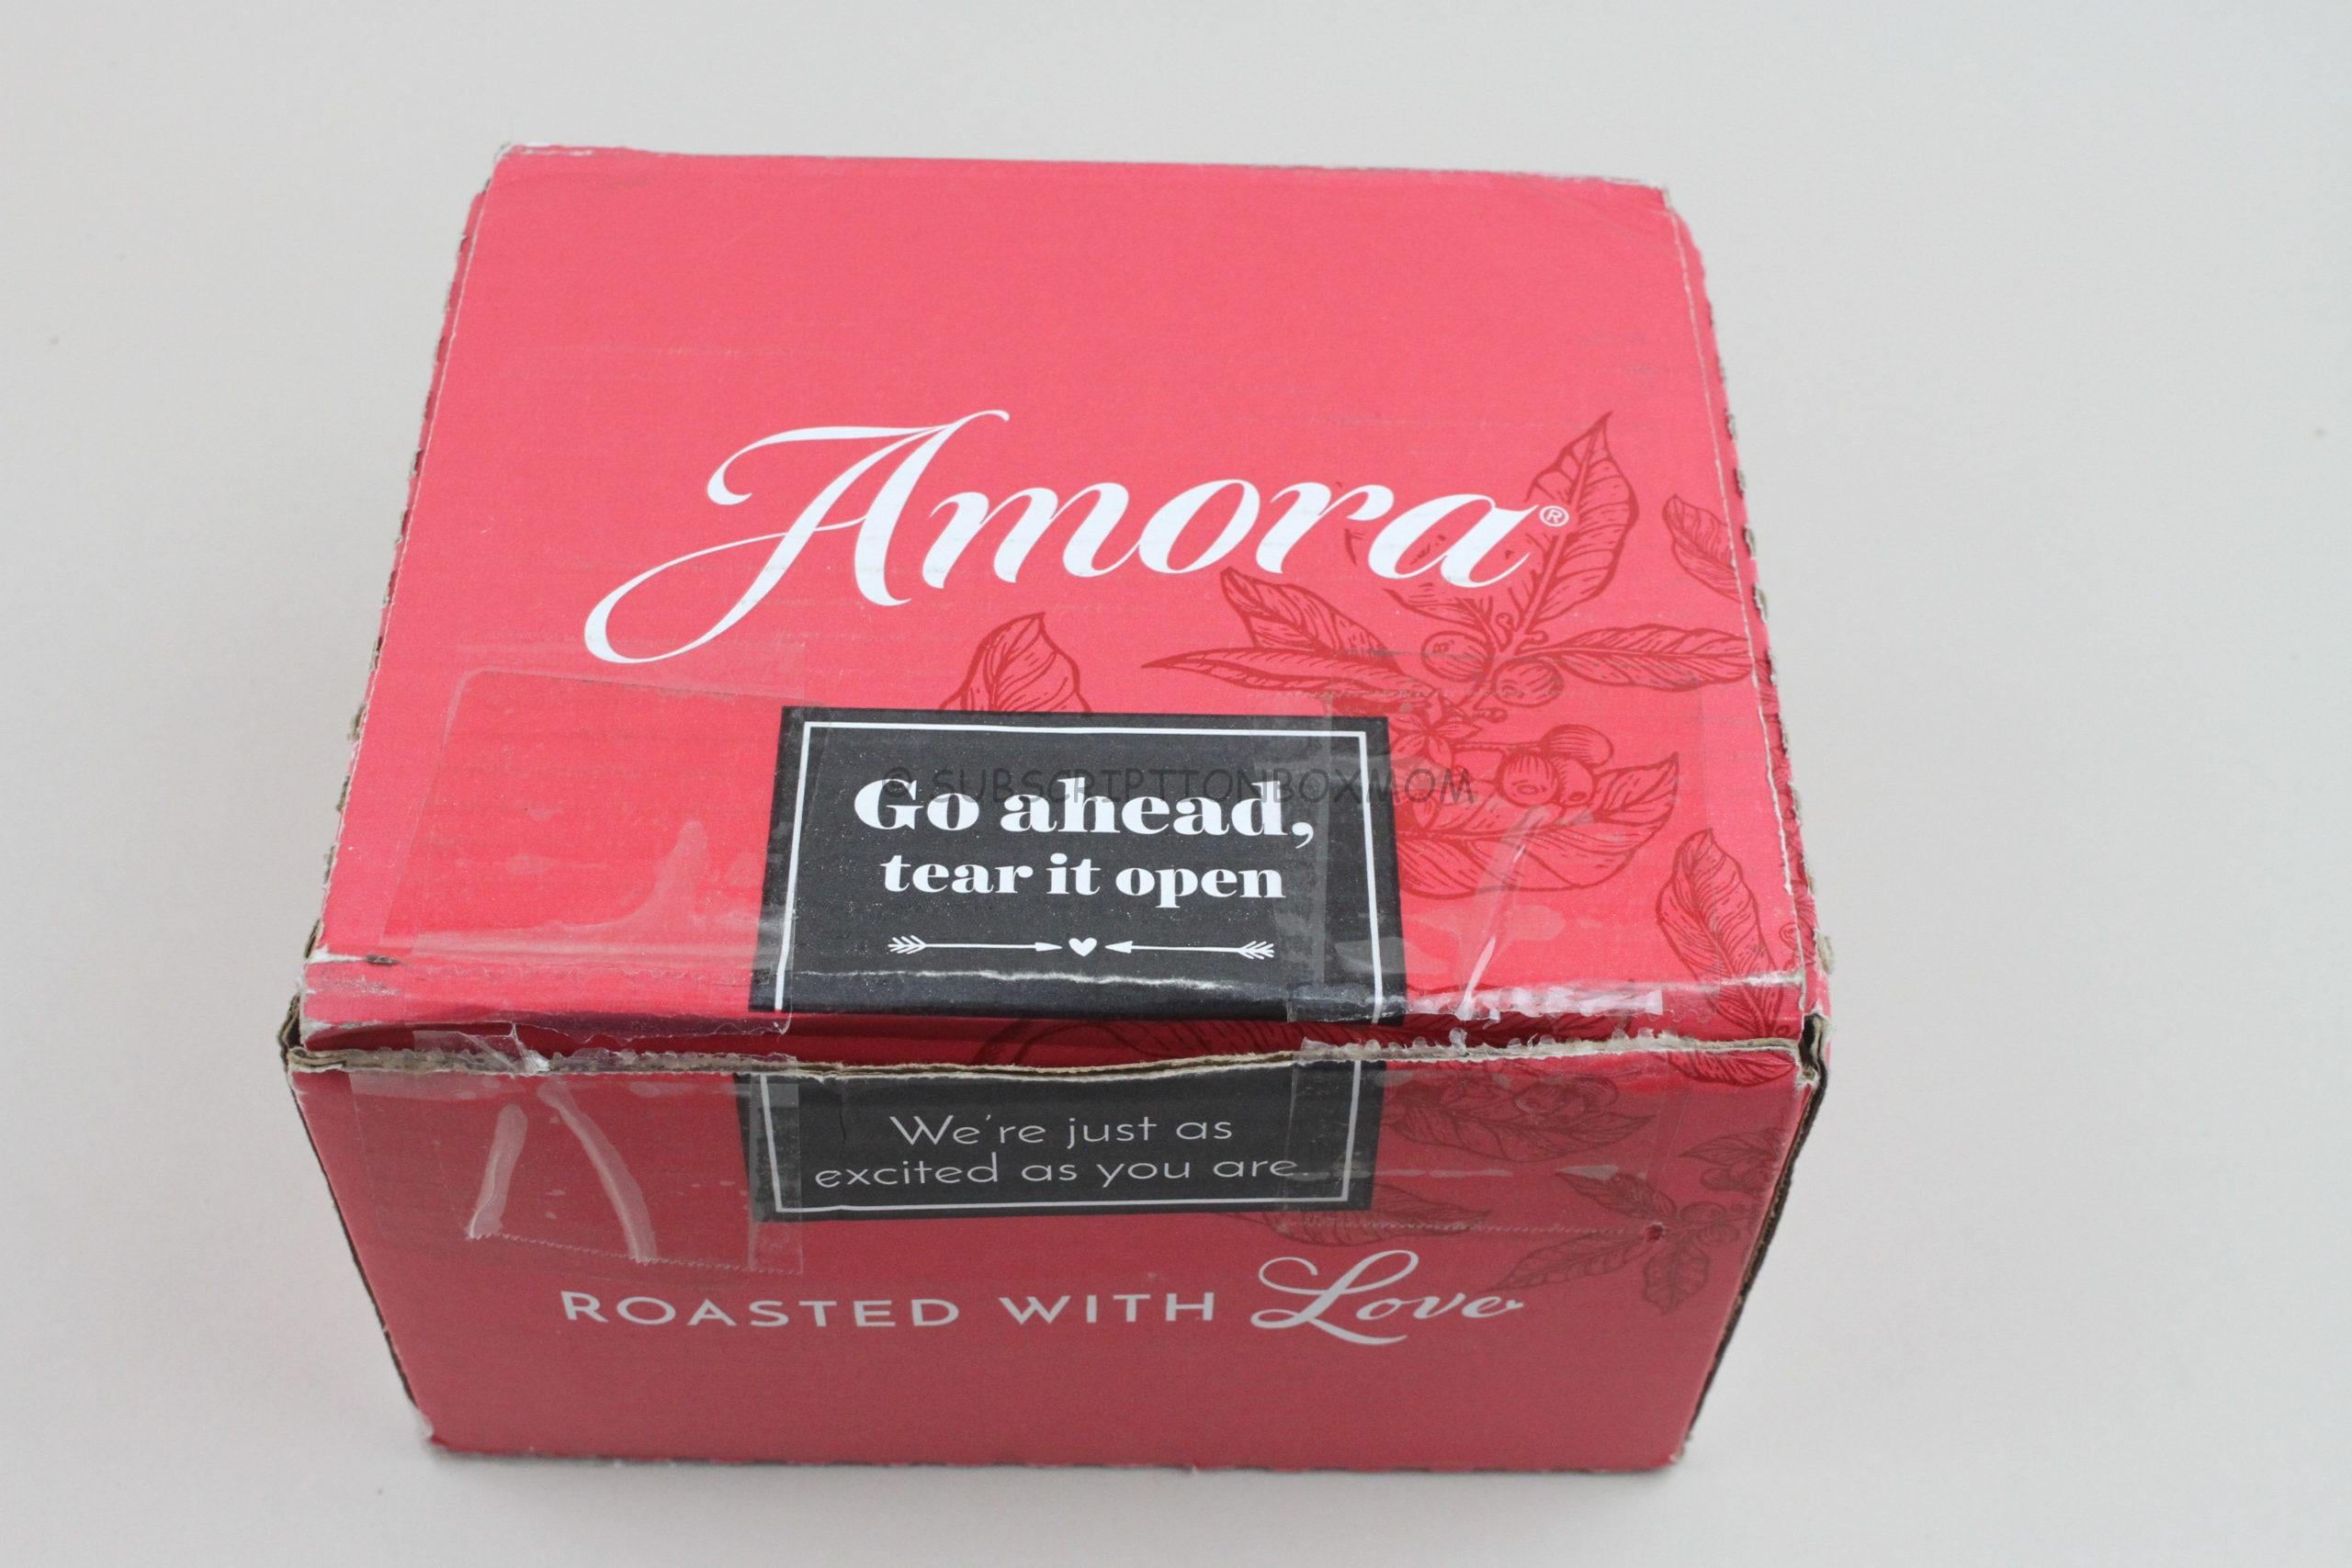 Amora®
© SUBSCRIPTIONBOXMOM
Go ahead,
tear it open
We're just as
excited as you are.
ROASTED WITH Love